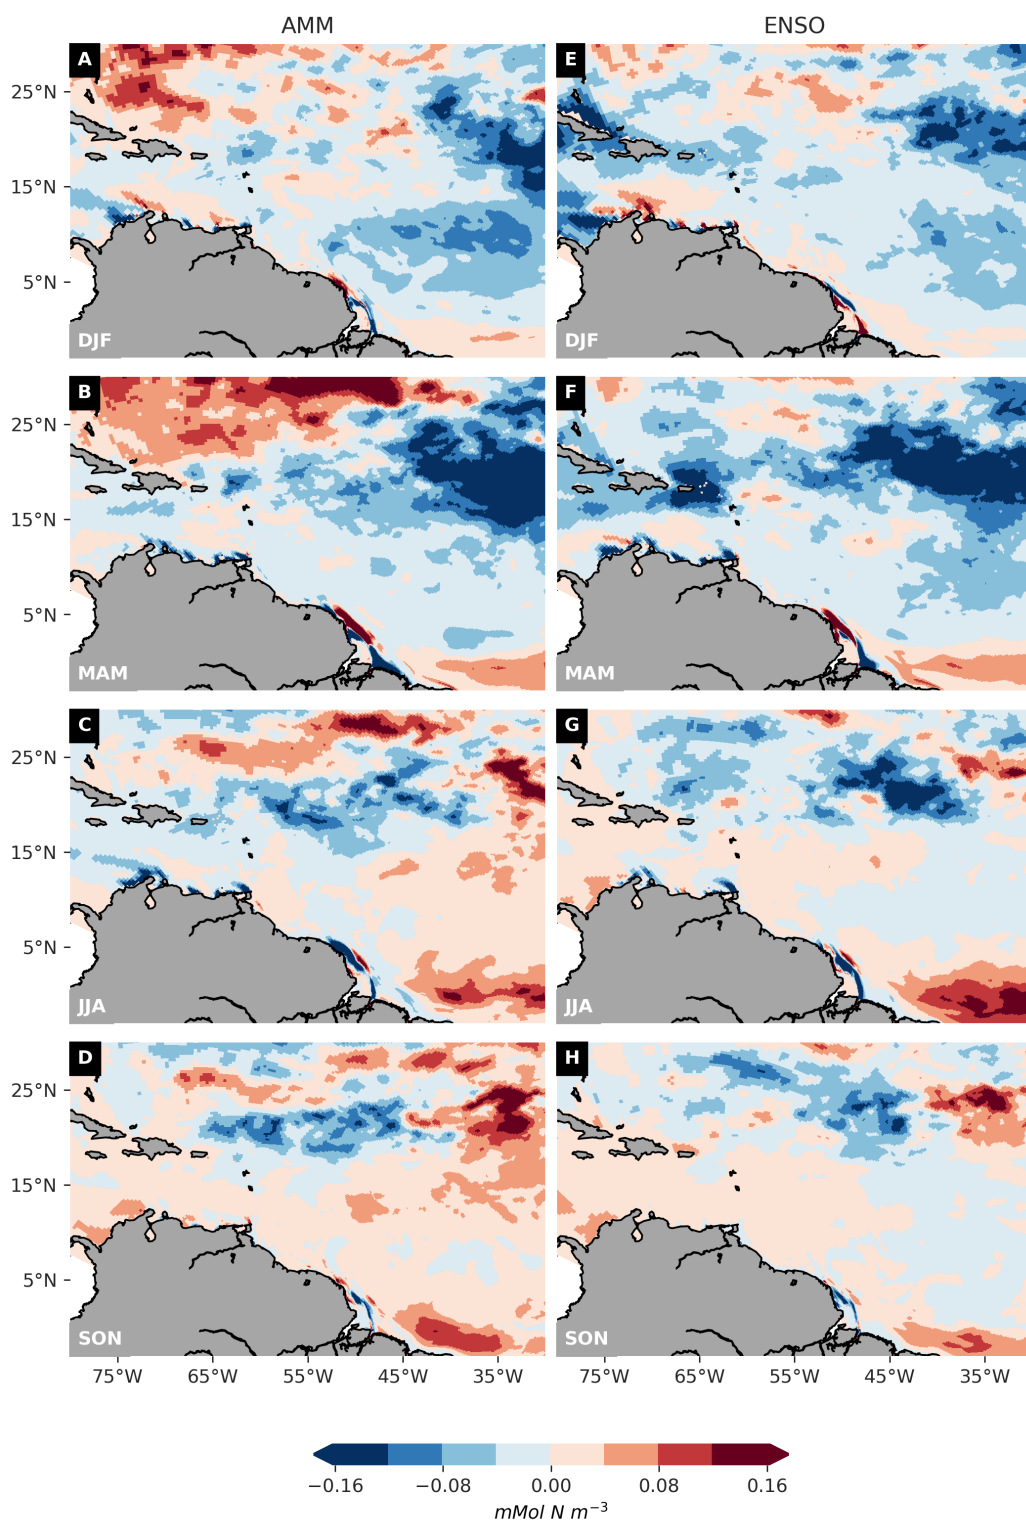 AMM ENSO
A E
25°N
15°N
5°N
DJF DJF
B F
25°N
15°N
5°N
MAM MAM
C G
25°N
15°N
5°N
JJA JJA
D H
25°N
15°N
5°N
SON SON
75°W 65°W 55°W 45°W 35°W 75°W 65°W 55°W 45°W 35°W
−0.16 −0.08 0.00 0.08 0.16
mMol N m⁻³